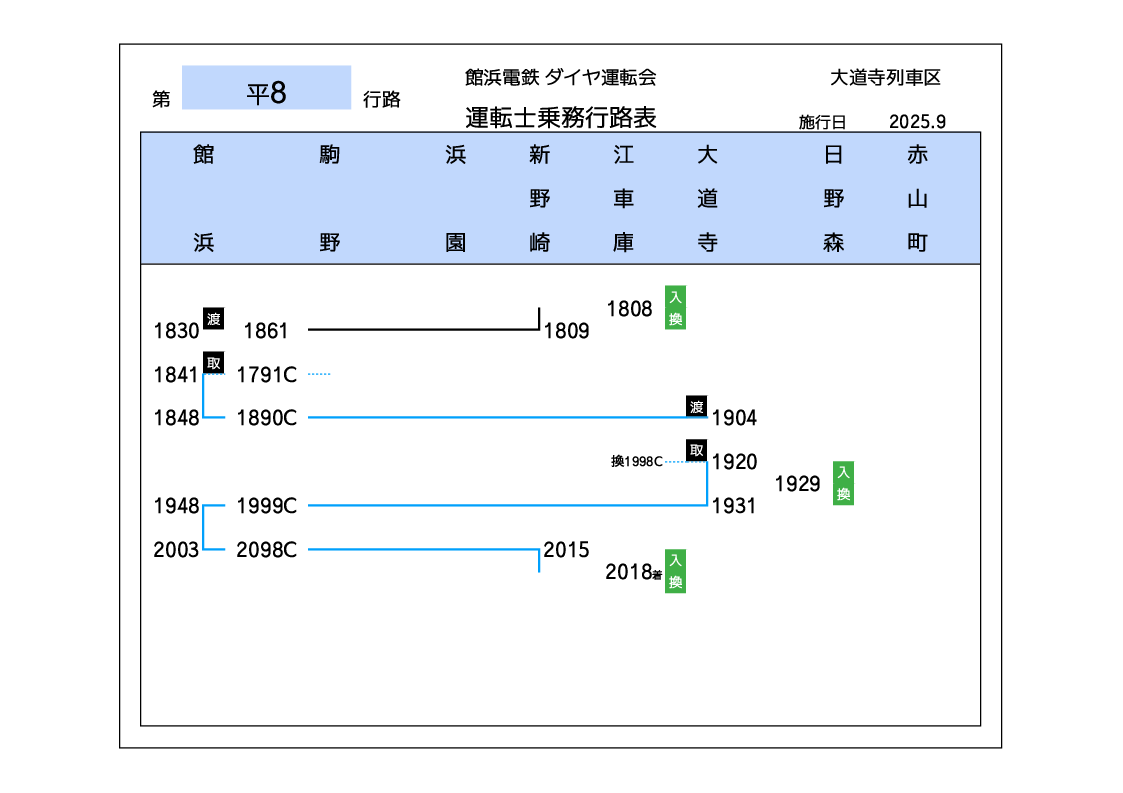 館浜電鉄 ダイヤ運転会
大道寺列車区
第 平8 行路
運転士乗務行路表
施行日 2025.9
館浜 駒野 浜園 新野崎 江車庫 大道寺 日野森 赤山町
1808 入換
1830 渡 1861 1809
1841 取 1791C
1848 1890C 渡 1904
換1998C 取 1920
1929 入換
1948 1999C 1931
2003 2098C 2015
2018着 入換